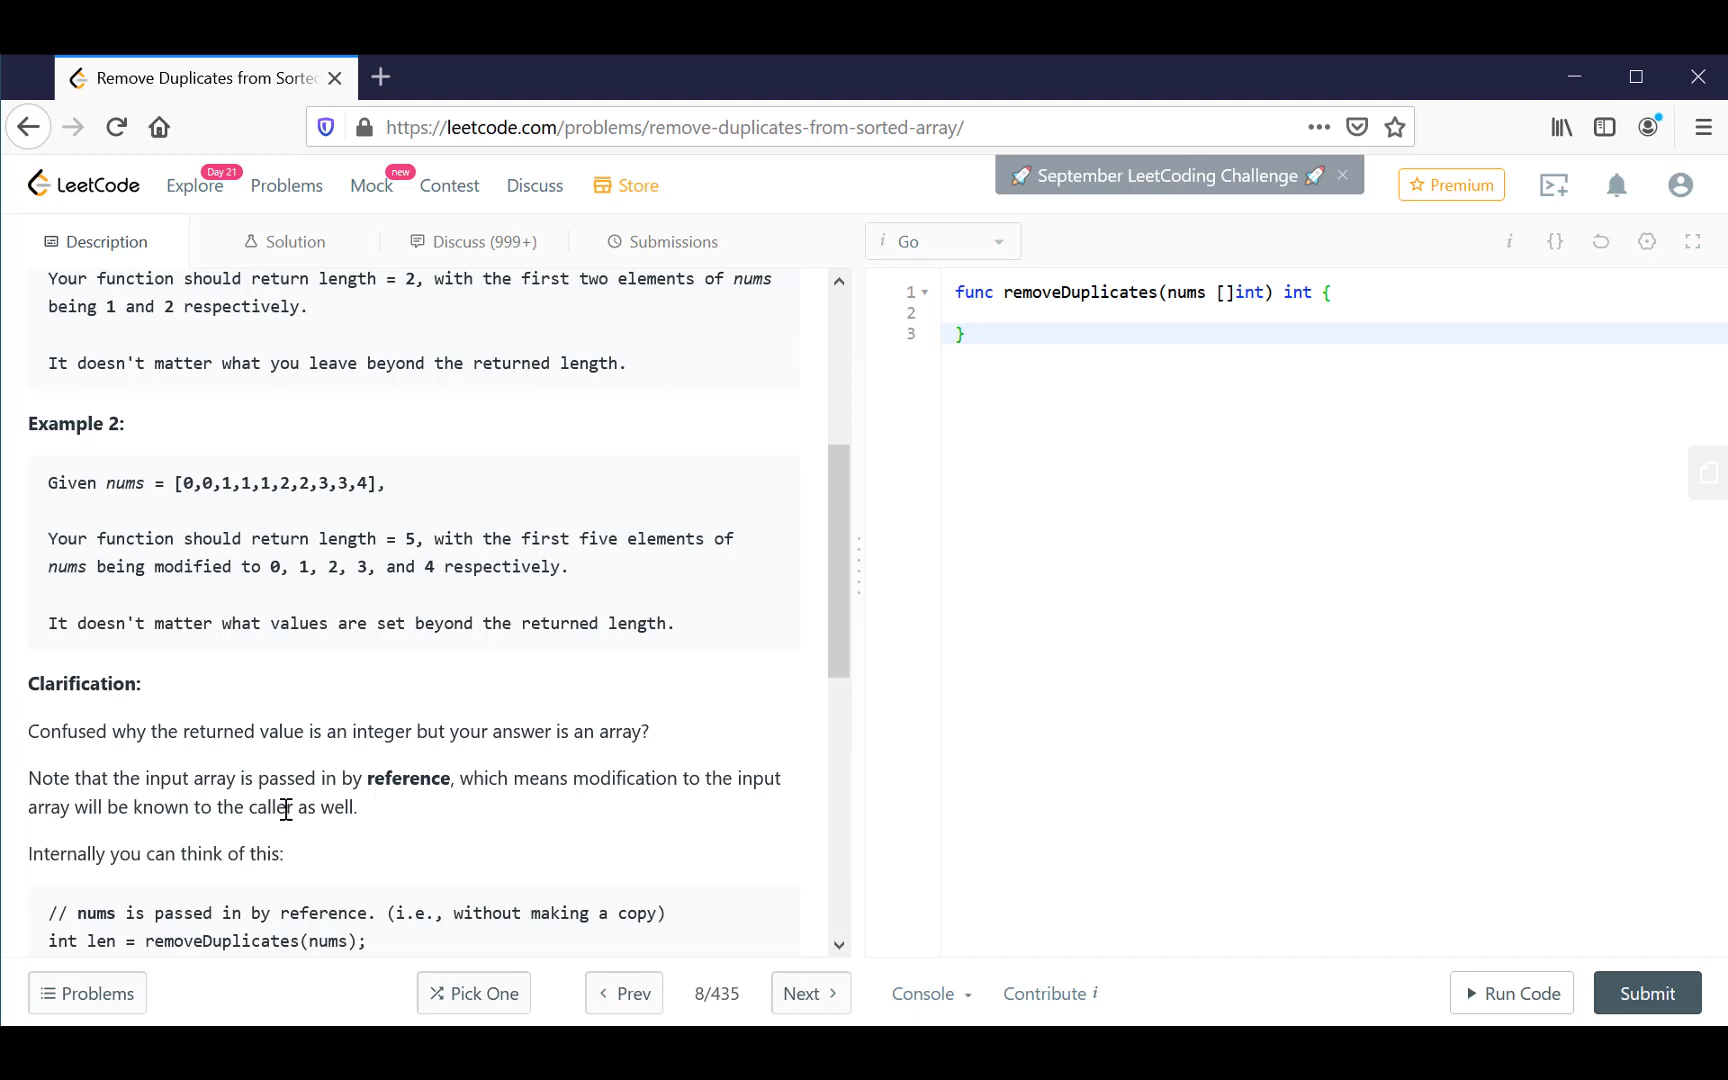 Remove Duplicates from Sorte
https://leetcode.com/problems/remove-duplicates-from-sorted-array/
LeetCode
Explore
Day 21
Problems
Mock
new
Contest
Discuss
Store
🚀 September LeetCoding Challenge 🚀
Premium
Description
Solution
Discuss (999+)
Submissions
i Go
Your function should return length = 2, with the first two elements of nums
being 1 and 2 respectively.
It doesn't matter what you leave beyond the returned length.
Example 2:
Given nums = [0,0,1,1,1,2,2,3,3,4],
Your function should return length = 5, with the first five elements of
nums being modified to 0, 1, 2, 3, and 4 respectively.
It doesn't matter what values are set beyond the returned length.
Clarification:
Confused why the returned value is an integer but your answer is an array?
Note that the input array is passed in by reference, which means modification to the input
array will be known to the caller as well.
Internally you can think of this:
// nums is passed in by reference. (i.e., without making a copy)
int len = removeDuplicates(nums);
1 func removeDuplicates(nums []int) int {
2
3 }
Problems
Pick One
Prev
8/435
Next
Console
Contribute i
Run Code
Submit